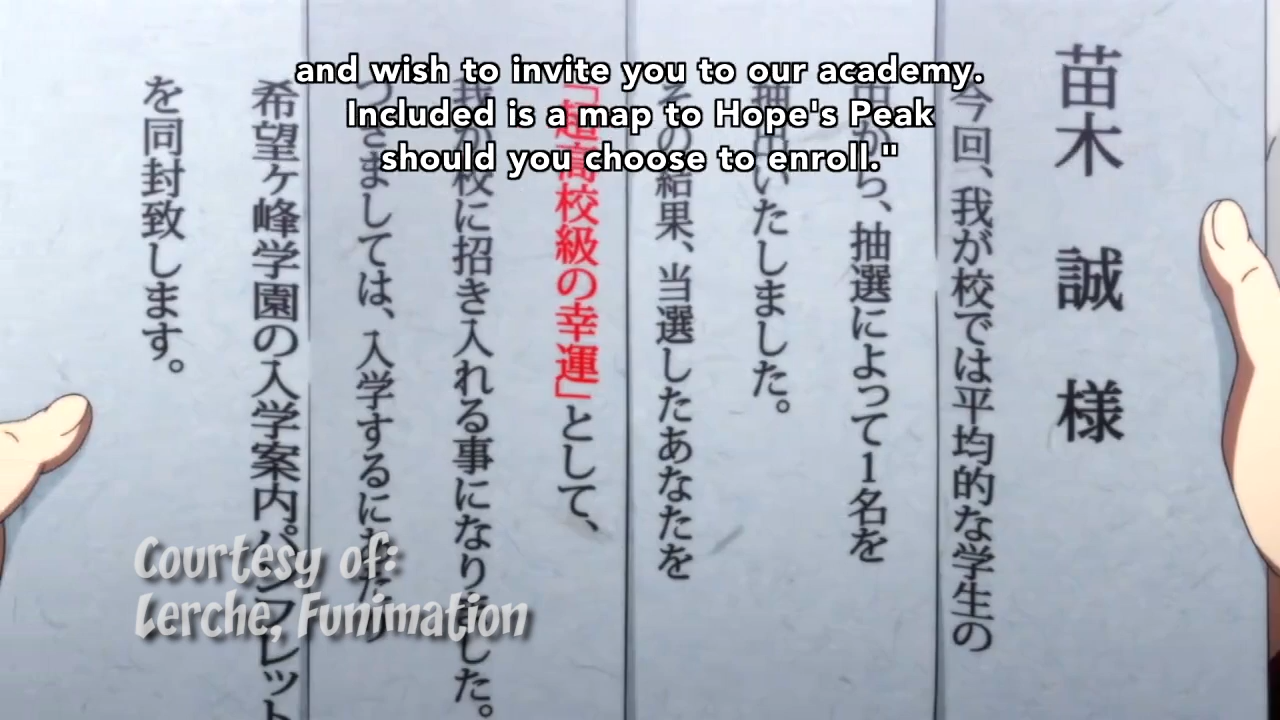 and wish to invite you to our academy.
Included is a map to Hope's Peak
should you choose to enroll."
苗木 誠 様
今回、我が校では平均的な学生の
中から、抽選によって1名を
抽出いたしました。
その結果、当選したあなたを
「超高校級の幸運」として、
我が校に招き入れる事になりました。
つきましては、入学するにあたり
希望ヶ峰学園の入学案内パンフレット
を同封致します。
Courtesy of:
Lerche, Funimation